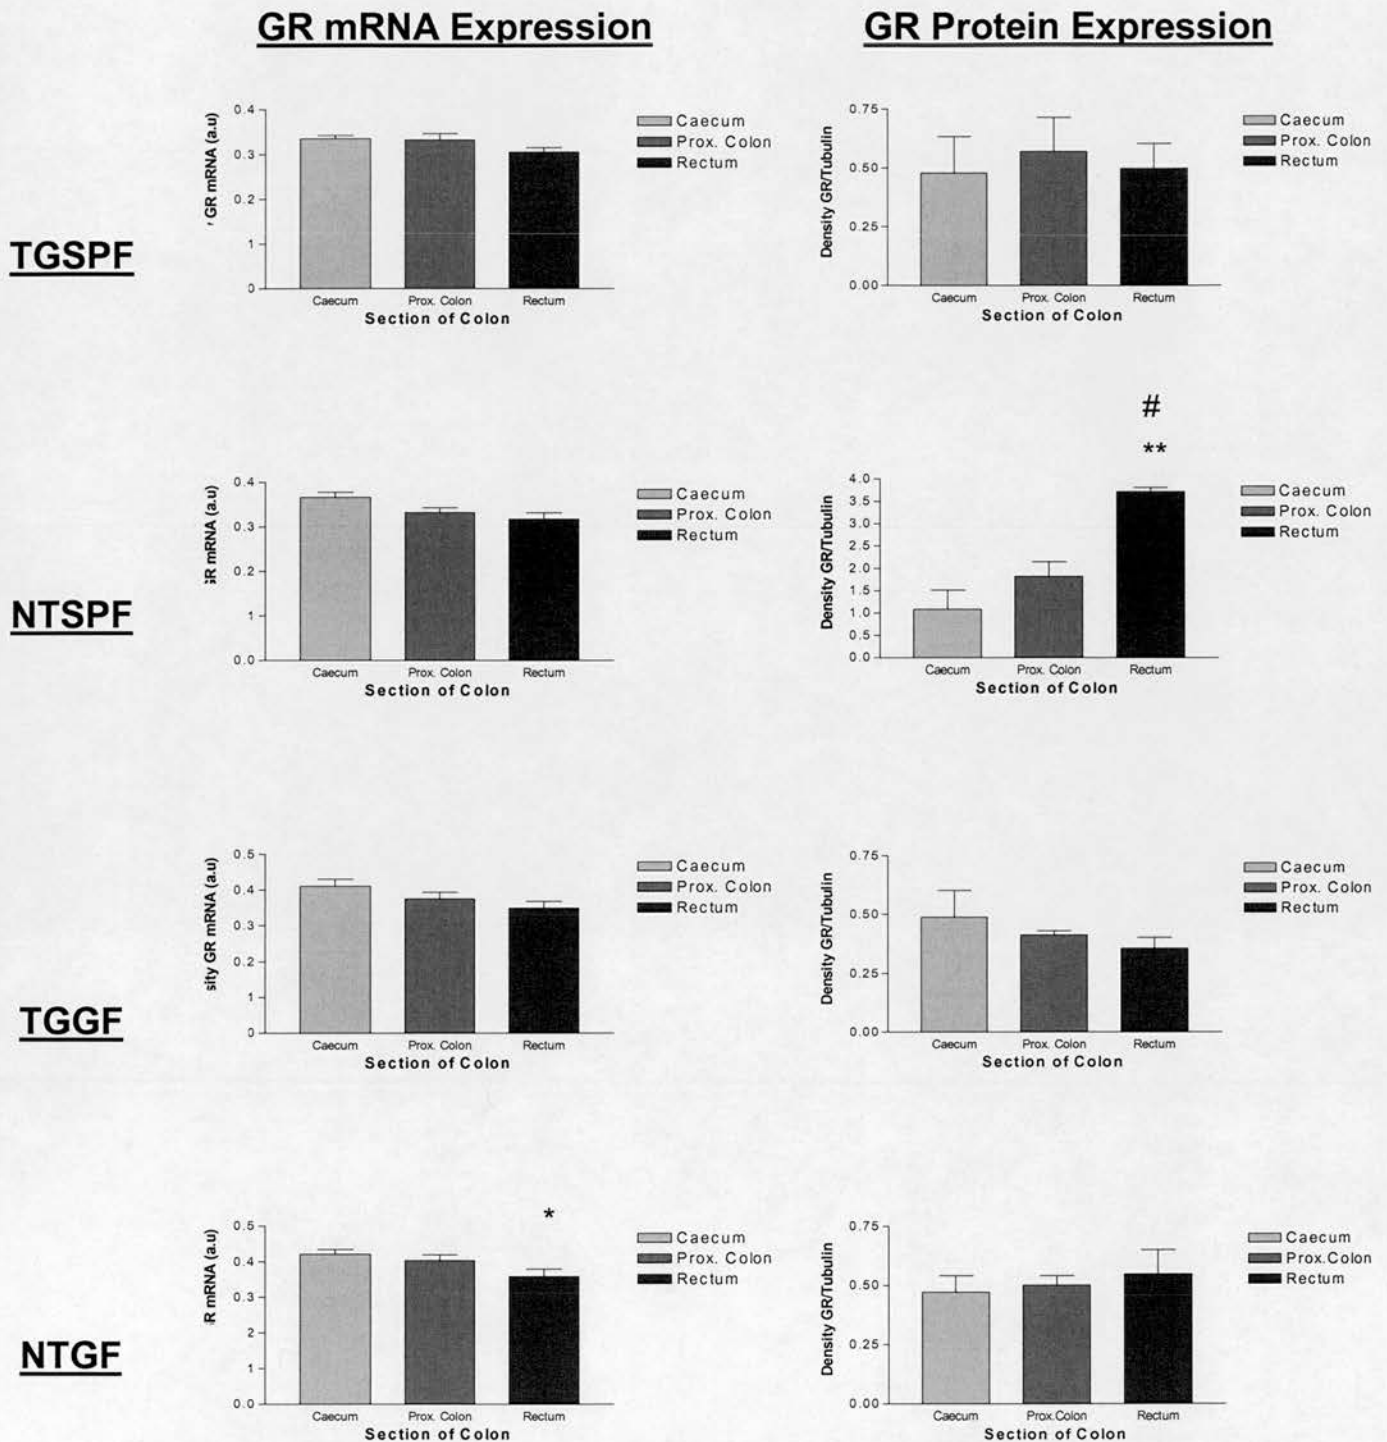 GR mRNA Expression
GR Protein Expression
TGSPF
GR mRNA (a.u)
0.4
0.3
0.2
1
0
Caecum
Prox. Colon
Rectum
Section of Colon
Caecum
Prox. Colon
Rectum
Density GR/Tubulin
0.75
0.50
0.25
0.00
Caecum
Prox. Colon
Rectum
Section of Colon
Caecum
Prox. Colon
Rectum
NTSPF
GR mRNA (a.u)
0.4
0.3
0.2
1
0.0
Caecum
Prox. Colon
Rectum
Section of Colon
Caecum
Prox. Colon
Rectum
#
**
Density GR/Tubulin
4.0
3.5
3.0
2.5
2.0
1.5
1.0
0.5
0.0
Caecum
Prox. Colon
Rectum
Section of Colon
Caecum
Prox. Colon
Rectum
TGGF
sity GR mRNA (a.u)
0.5
0.4
0.3
0.2
1
0
Caecum
Prox. Colon
Rectum
Section of Colon
Caecum
Prox. Colon
Rectum
Density GR/Tubulin
0.75
0.50
0.25
0.00
Caecum
Prox. Colon
Rectum
Section of Colon
Caecum
Prox. Colon
Rectum
NTGF
*
R mRNA (a.u)
0.5
0.4
0.3
2
1
0.0
Caecum
Prox. Colon
Rectum
Section of Colon
Caecum
Prox. Colon
Rectum
Density GR/Tubulin
0.75
0.50
0.25
0.00
Caecum
Prox.Colon
Rectum
Section of Colon
Caecum
Prox.Colon
Rectum